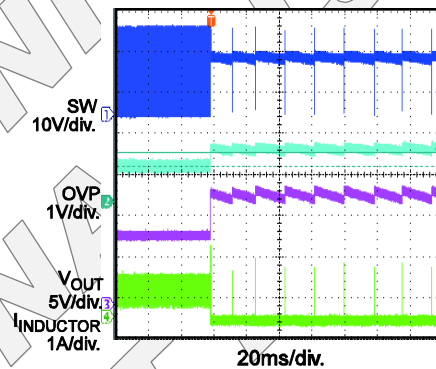 T
SW
10V/div.
1
OVP
1V/div.
2
VOUT
5V/div.
3
IINDUCTOR
1A/div.
4
20ms/div.